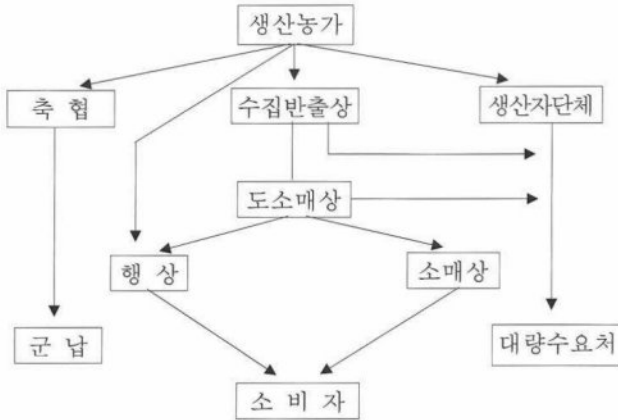 생산농가
축 협
수집반출상
생산자단체
도소매상
행 상
소매상
군 납
대량수요처
소 비 자